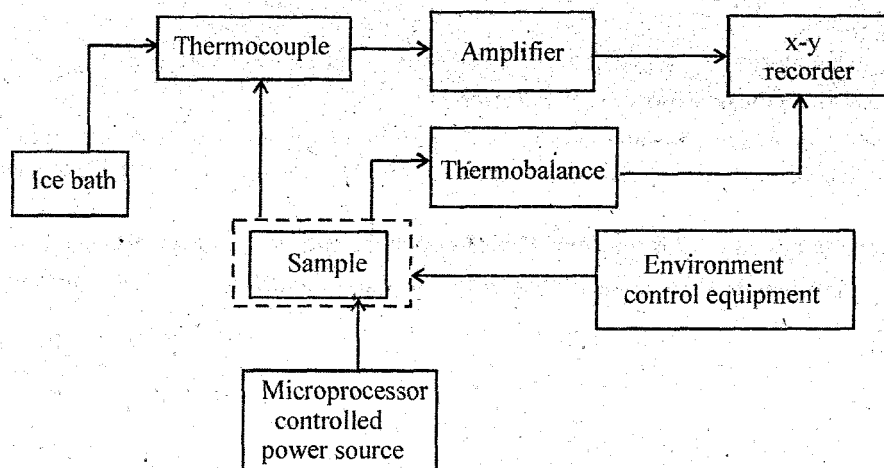 Thermocouple
Amplifier
x-y
recorder
Ice bath
Thermobalance
Sample
Environment
control equipment
Microprocessor
controlled
power source